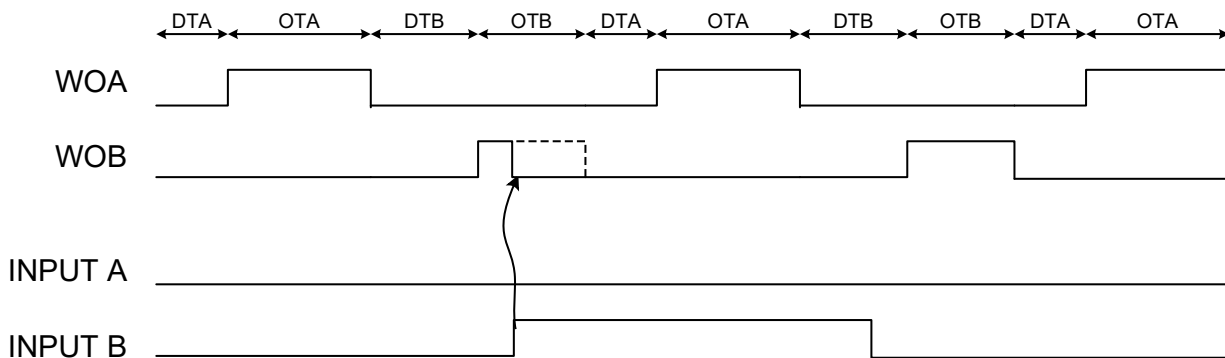 DTA OTA DTB OTB DTA OTA DTB OTB DTA OTA
WOA
WOB
INPUT A
INPUT B